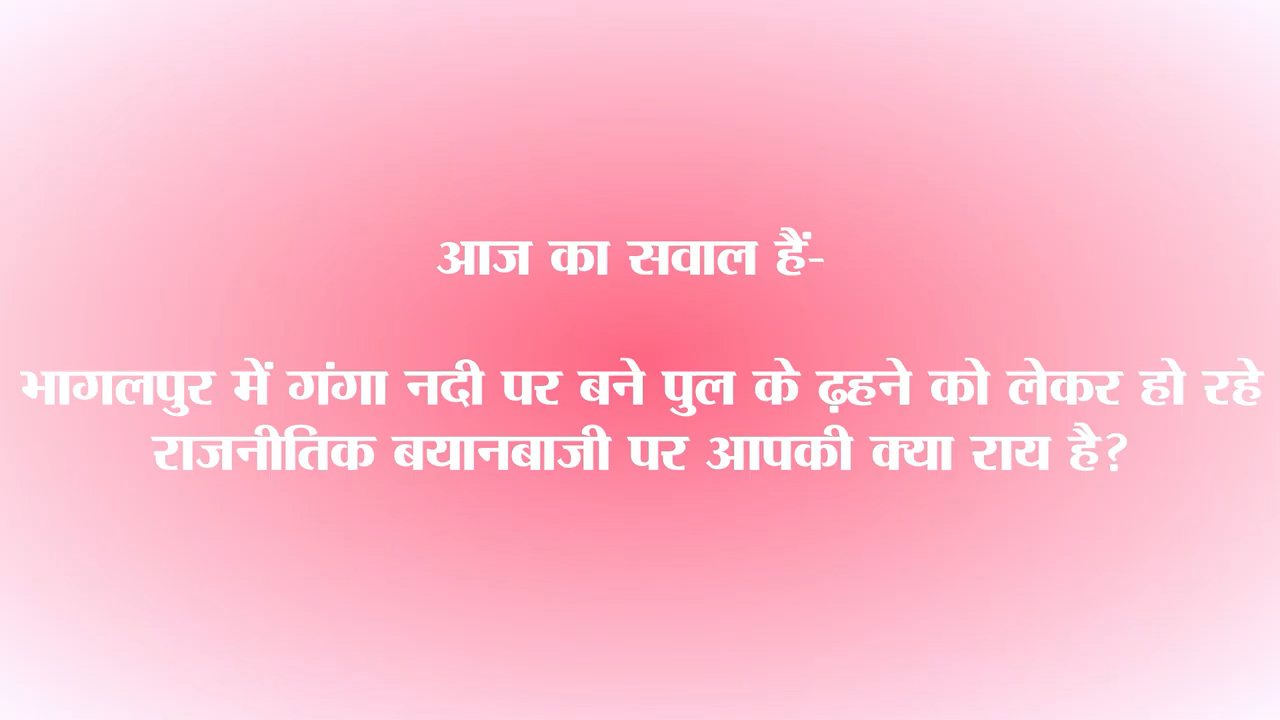 आज का सवाल हैं-
भागलपुर में गंगा नदी पर बने पुल के ढ़हने को लेकर हो रहे
राजनीतिक बयानबाजी पर आपकी क्या राय है?